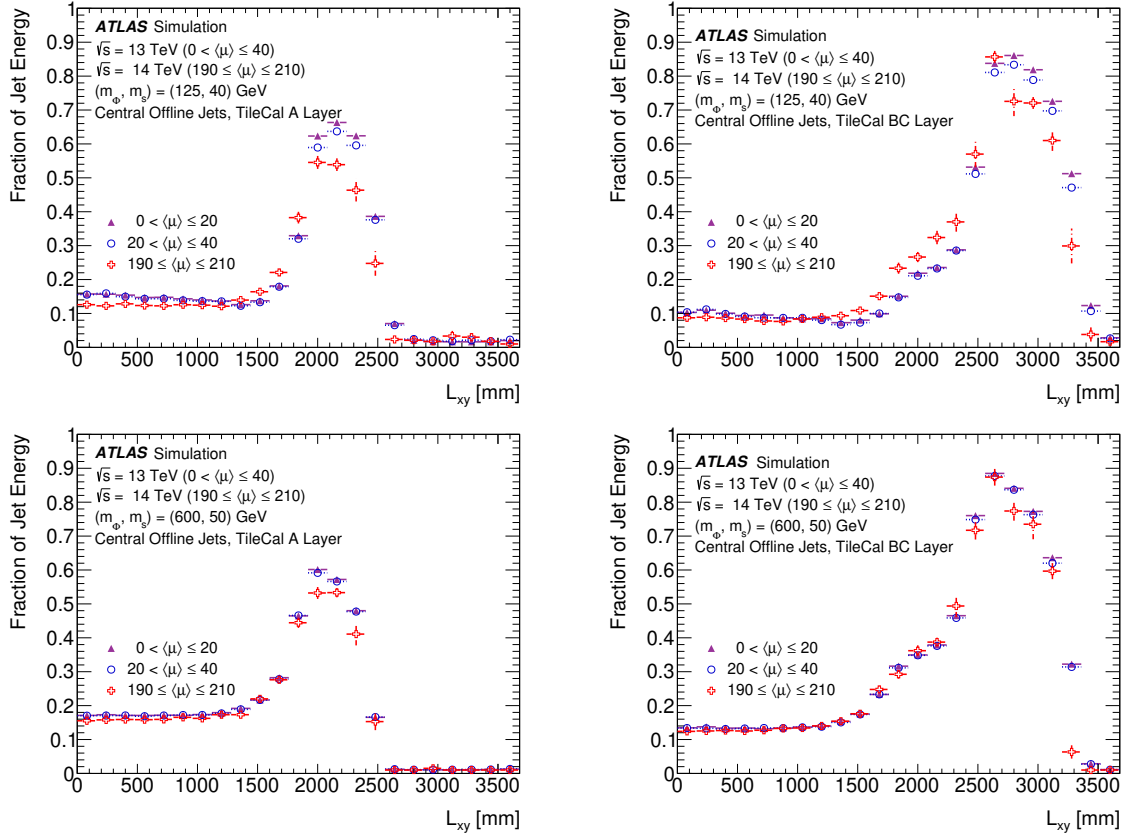 Fraction of Jet Energy
ATLAS Simulation
√s = 13 TeV (0 < ⟨μ⟩ ≤ 40)
√s = 14 TeV (190 ≤ ⟨μ⟩ ≤ 210)
(m_Φ, m_s) = (125, 40) GeV
Central Offline Jets, TileCal A Layer
0 < ⟨μ⟩ ≤ 20
20 < ⟨μ⟩ ≤ 40
190 ≤ ⟨μ⟩ ≤ 210
1
0.9
0.8
0.7
0.6
0.5
0.4
0.3
0.2
0.1
0
0 500 1000 1500 2000 2500 3000 3500
L_xy [mm]
Fraction of Jet Energy
ATLAS Simulation
√s = 13 TeV (0 < ⟨μ⟩ ≤ 40)
√s = 14 TeV (190 ≤ ⟨μ⟩ ≤ 210)
(m_Φ, m_s) = (125, 40) GeV
Central Offline Jets, TileCal BC Layer
0 < ⟨μ⟩ ≤ 20
20 < ⟨μ⟩ ≤ 40
190 ≤ ⟨μ⟩ ≤ 210
1
0.9
0.8
0.7
0.6
0.5
0.4
0.3
0.2
0.1
0
0 500 1000 1500 2000 2500 3000 3500
L_xy [mm]
Fraction of Jet Energy
ATLAS Simulation
√s = 13 TeV (0 < ⟨μ⟩ ≤ 40)
√s = 14 TeV (190 ≤ ⟨μ⟩ ≤ 210)
(m_Φ, m_s) = (600, 50) GeV
Central Offline Jets, TileCal A Layer
0 < ⟨μ⟩ ≤ 20
20 < ⟨μ⟩ ≤ 40
190 ≤ ⟨μ⟩ ≤ 210
1
0.9
0.8
0.7
0.6
0.5
0.4
0.3
0.2
0.1
0
0 500 1000 1500 2000 2500 3000 3500
L_xy [mm]
Fraction of Jet Energy
ATLAS Simulation
√s = 13 TeV (0 < ⟨μ⟩ ≤ 40)
√s = 14 TeV (190 ≤ ⟨μ⟩ ≤ 210)
(m_Φ, m_s) = (600, 50) GeV
Central Offline Jets, TileCal BC Layer
0 < ⟨μ⟩ ≤ 20
20 < ⟨μ⟩ ≤ 40
190 ≤ ⟨μ⟩ ≤ 210
1
0.9
0.8
0.7
0.6
0.5
0.4
0.3
0.2
0.1
0
0 500 1000 1500 2000 2500 3000 3500
L_xy [mm]